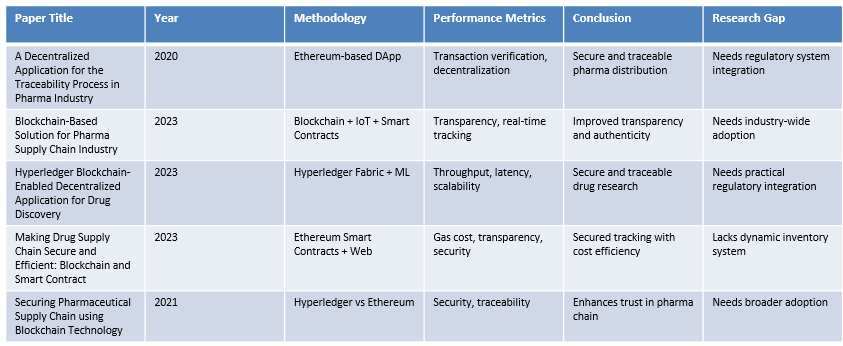 Paper Title Year Methodology Performance Metrics Conclusion Research Gap
A Decentralized
Application for the
Traceability Process in
Pharma Industry
2020
Ethereum-based DApp
Transaction verification,
decentralization
Secure and traceable
pharma distribution
Needs regulatory system
integration
Blockchain-Based
Solution for Pharma
Supply Chain Industry
2023
Blockchain + IoT + Smart
Contracts
Transparency, real-time
tracking
Improved transparency
and authenticity
Needs industry-wide
adoption
Hyperledger Blockchain-
Enabled Decentralized
Application for Drug
Discovery
2023
Hyperledger Fabric + ML
Throughput, latency,
scalability
Secure and traceable
drug research
Needs practical
regulatory integration
Making Drug Supply
Chain Secure and
Efficient: Blockchain and
Smart Contract
2023
Ethereum Smart
Contracts + Web
Gas cost, transparency,
security
Secured tracking with
cost efficiency
Lacks dynamic inventory
system
Securing Pharmaceutical
Supply Chain using
Blockchain Technology
2021
Hyperledger vs Ethereum
Security, traceability
Enhances trust in pharma
chain
Needs broader adoption